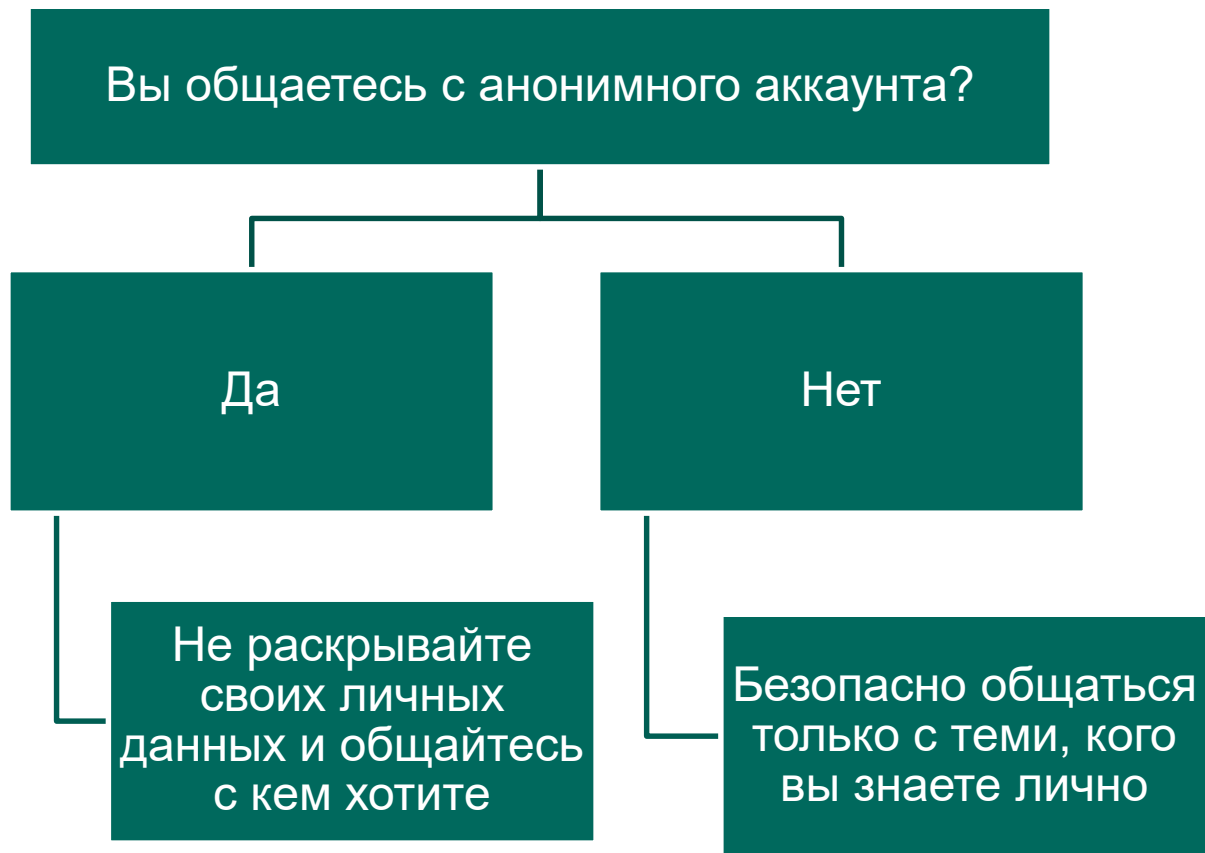 Вы общаетесь с анонимного аккаунта?
Да
Нет
Не раскрывайте
своих личных
данных и общайтесь
с кем хотите
Безопасно общаться
только с теми, кого
вы знаете лично